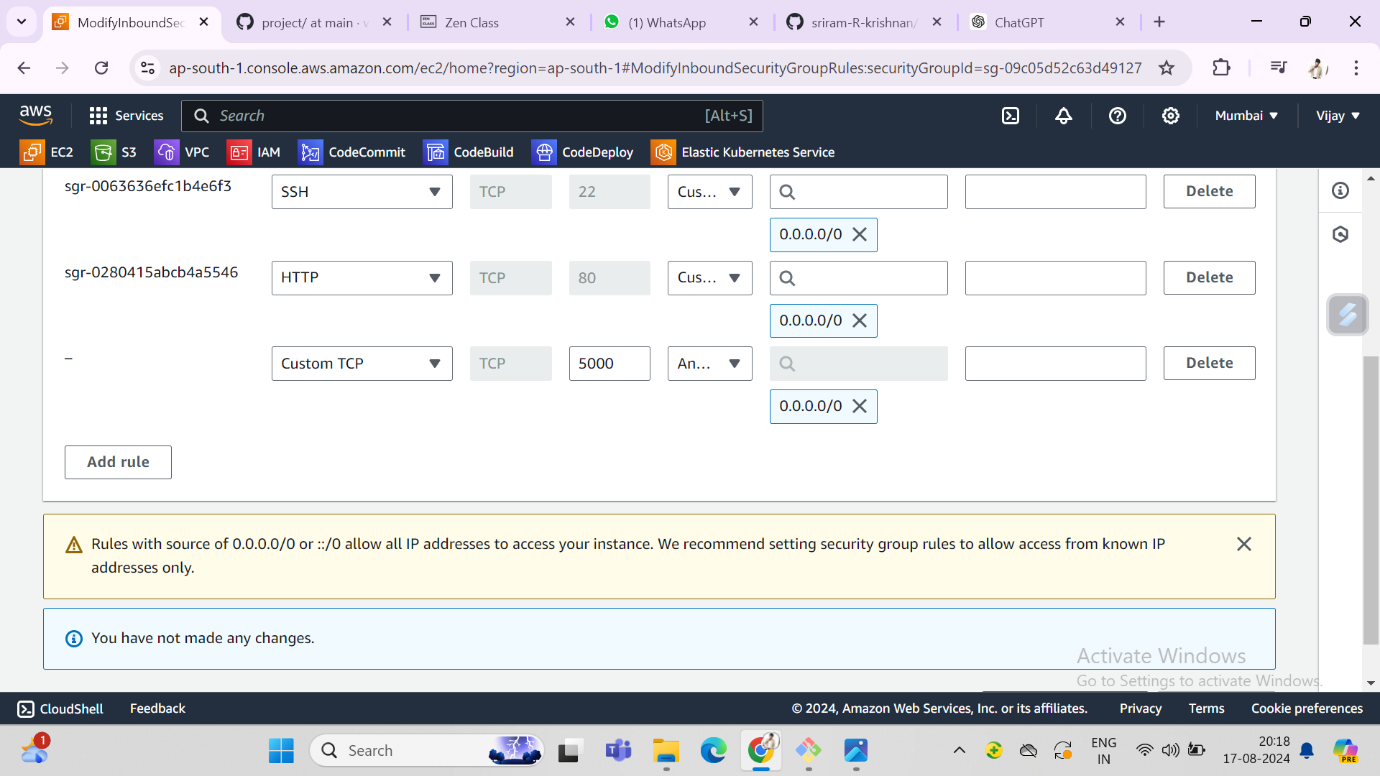 ModifyInboundSec
project/ at main · w
Zen Class
(1) WhatsApp
sriram-R-krishnan/
ChatGPT
ap-south-1.console.aws.amazon.com/ec2/home?region=ap-south-1#ModifyInboundSecurityGroupRules:securityGroupId=sg-09c05d52c63d49127
aws
Services
Search
[Alt+S]
Mumbai
Vijay
EC2
S3
VPC
IAM
CodeCommit
CodeBuild
CodeDeploy
Elastic Kubernetes Service
sgr-0063636efc1b4e6f3
SSH
TCP
22
Cus...
Delete
0.0.0.0/0
sgr-0280415abcb4a5546
HTTP
TCP
80
Cus...
Delete
0.0.0.0/0
–
Custom TCP
TCP
5000
An...
Delete
0.0.0.0/0
Add rule
Rules with source of 0.0.0.0/0 or ::/0 allow all IP addresses to access your instance. We recommend setting security group rules to allow access from known IP
addresses only.
You have not made any changes.
Activate Windows
Go to Settings to activate Windows.
CloudShell
Feedback
© 2024, Amazon Web Services, Inc. or its affiliates.
Privacy
Terms
Cookie preferences
1
Search
ENG
IN
20:18
17-08-2024
PRE